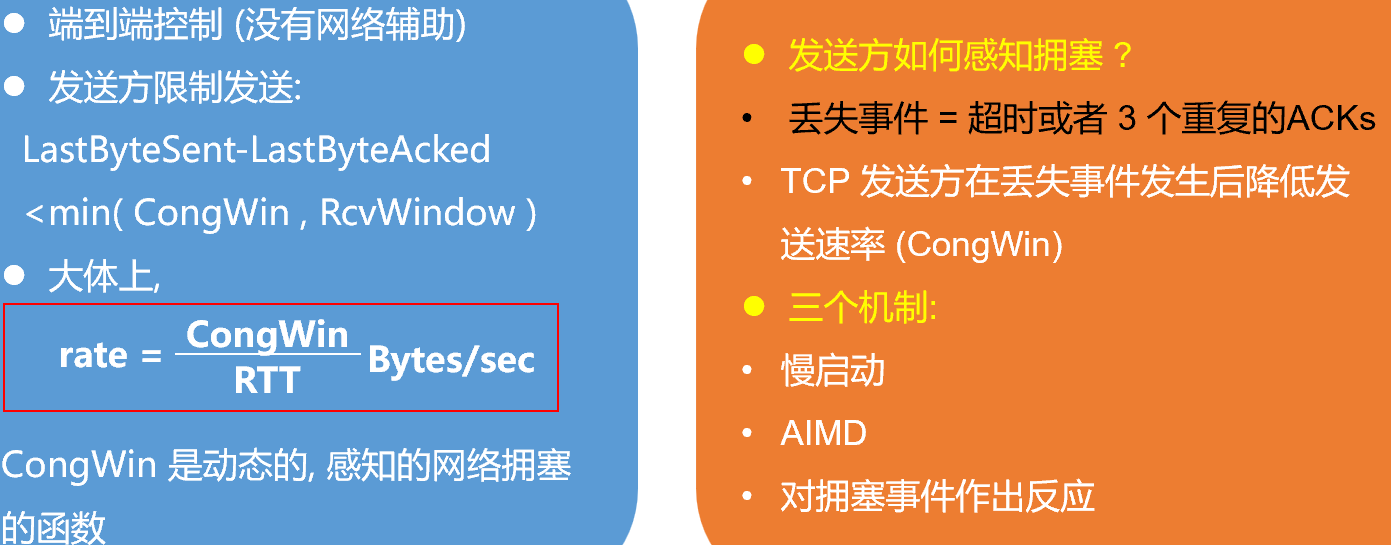 ● 端到端控制 (没有网络辅助)
● 发送方限制发送:
LastByteSent-LastByteAcked
<min( CongWin , RcvWindow )
● 大体上,
rate = CongWin / RTT Bytes/sec
CongWin 是动态的, 感知的网络拥塞
的函数
● 发送方如何感知拥塞 ?
• 丢失事件 = 超时或者 3 个重复的ACKs
• TCP 发送方在丢失事件发生后降低发
送速率 (CongWin)
● 三个机制:
• 慢启动
• AIMD
• 对拥塞事件作出反应